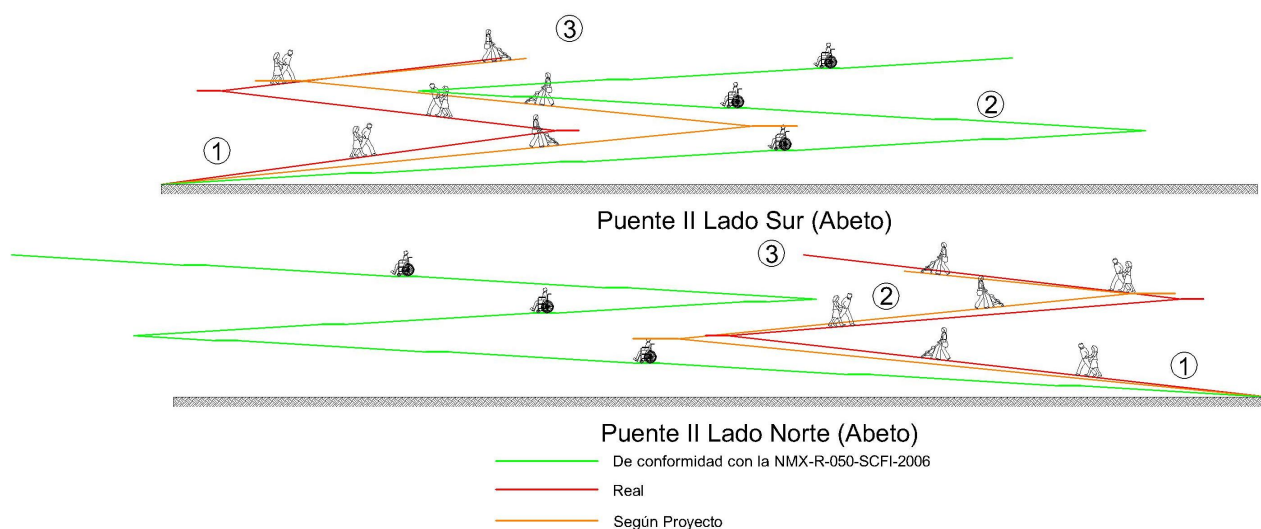 ③
②
①
Puente II Lado Sur (Abeto)
③
②
①
Puente II Lado Norte (Abeto)
De conformidad con la NMX-R-050-SCFI-2006
Real
Según Proyecto